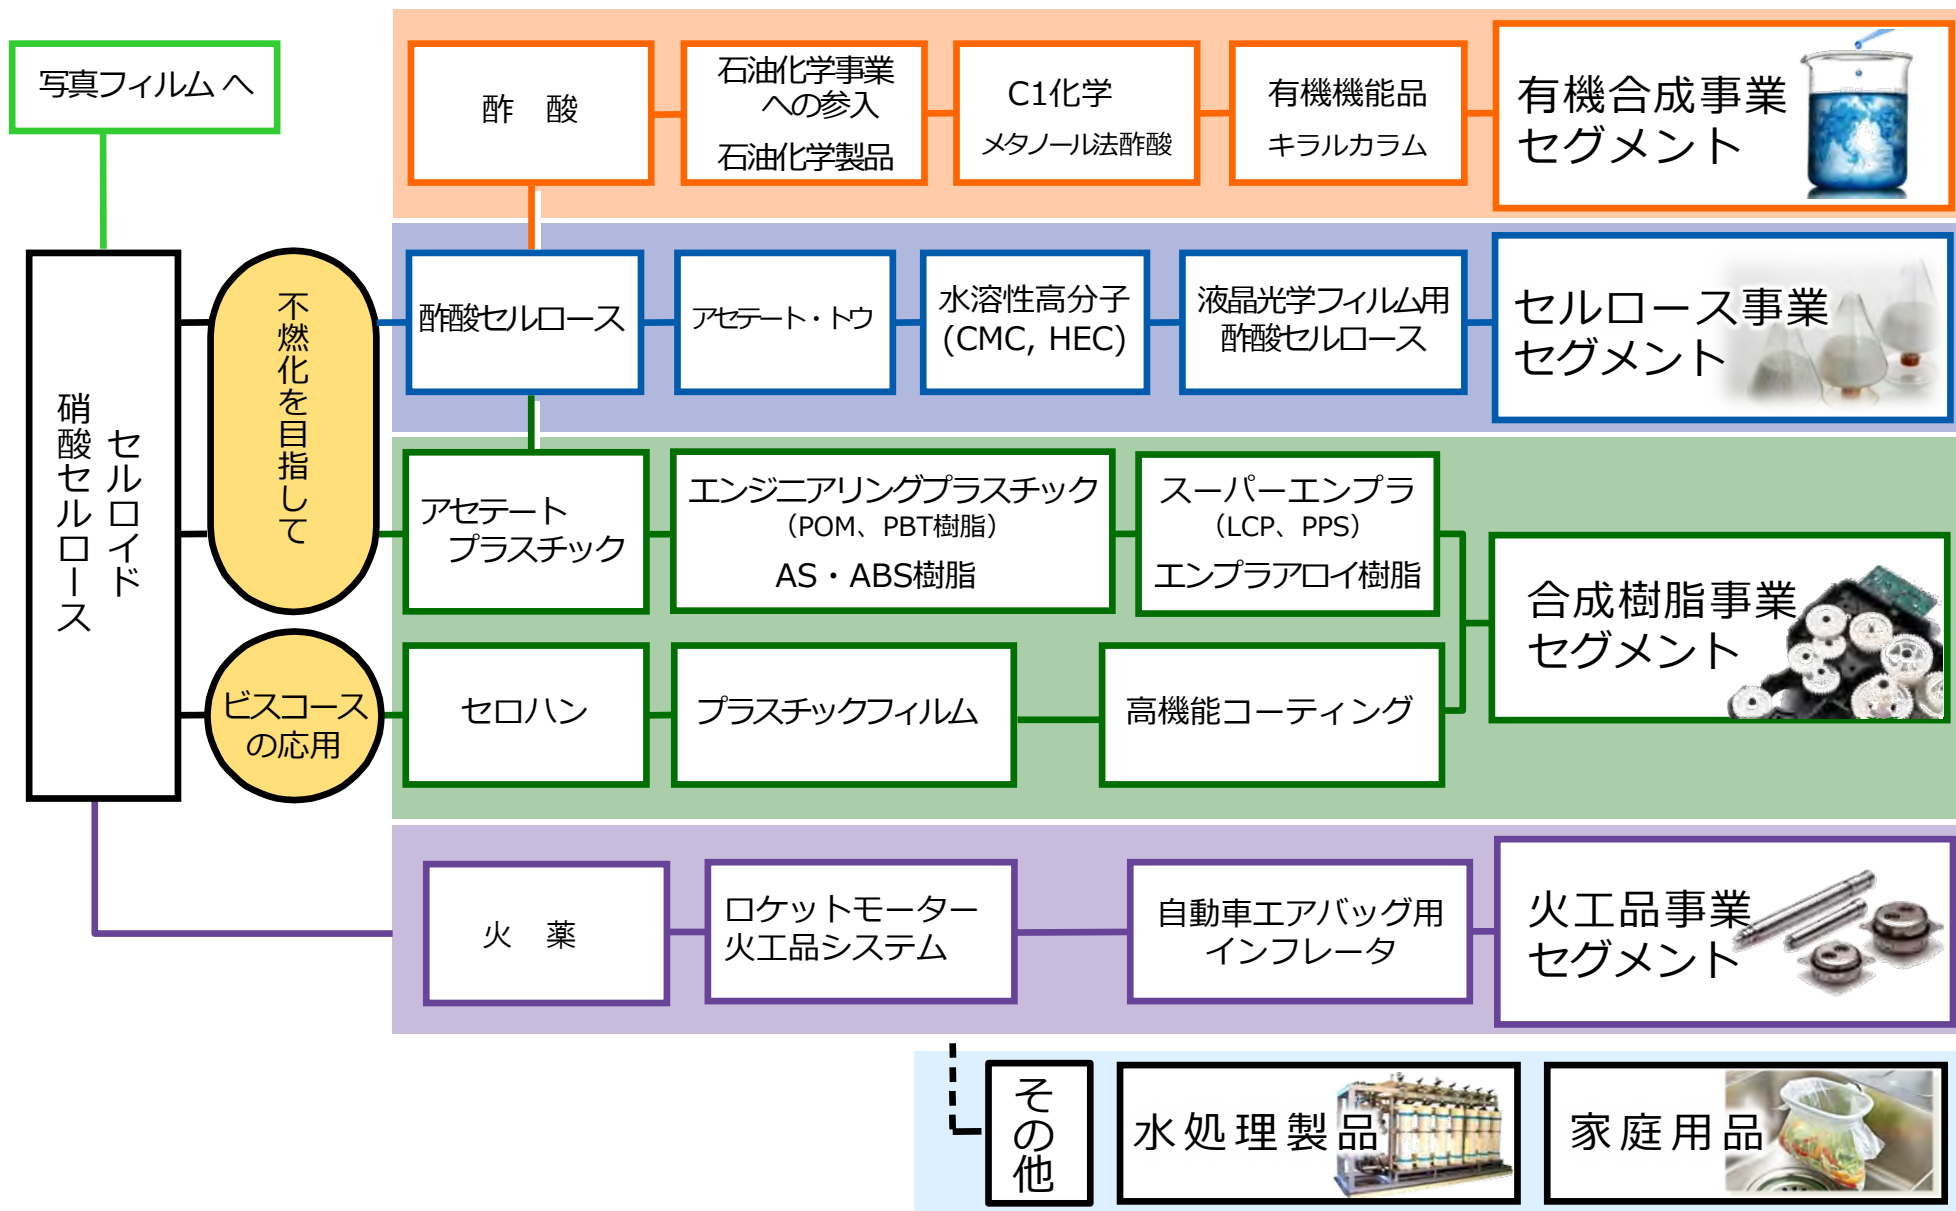 写真フィルムへ
硝酸セルロース
セルロイド
不燃化を目指して
ビスコース
の応用
酢 酸
石油化学事業
への参入
石油化学製品
C1化学
メタノール法酢酸
有機機能品
キラルカラム
有機合成事業
セグメント
酢酸セルロース
アセテート・トウ
水溶性高分子
(CMC, HEC)
液晶光学フィルム用
酢酸セルロース
セルロース事業
セグメント
アセテート
プラスチック
エンジニアリングプラスチック
（POM、PBT樹脂）
AS・ABS樹脂
スーパーエンプラ
（LCP、PPS）
エンプラアロイ樹脂
セロハン
プラスチックフィルム
高機能コーティング
合成樹脂事業
セグメント
火 薬
ロケットモーター
火工品システム
自動車エアバッグ用
インフレータ
火工品事業
セグメント
その他
水処理製品
家庭用品